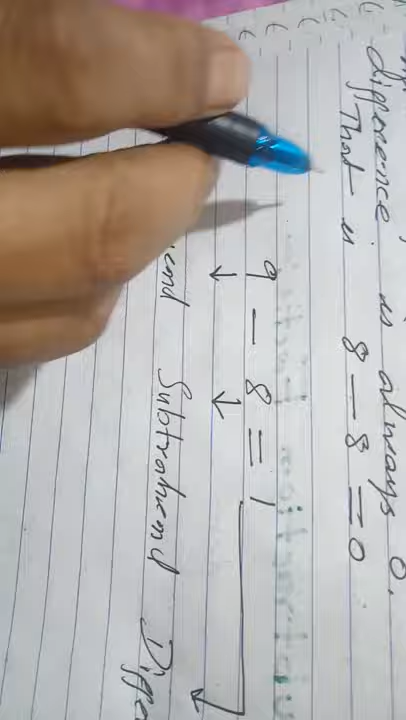 difference is always 0.
That is 8 - 8 = 0
9 - 8 = 1
Subtrahend